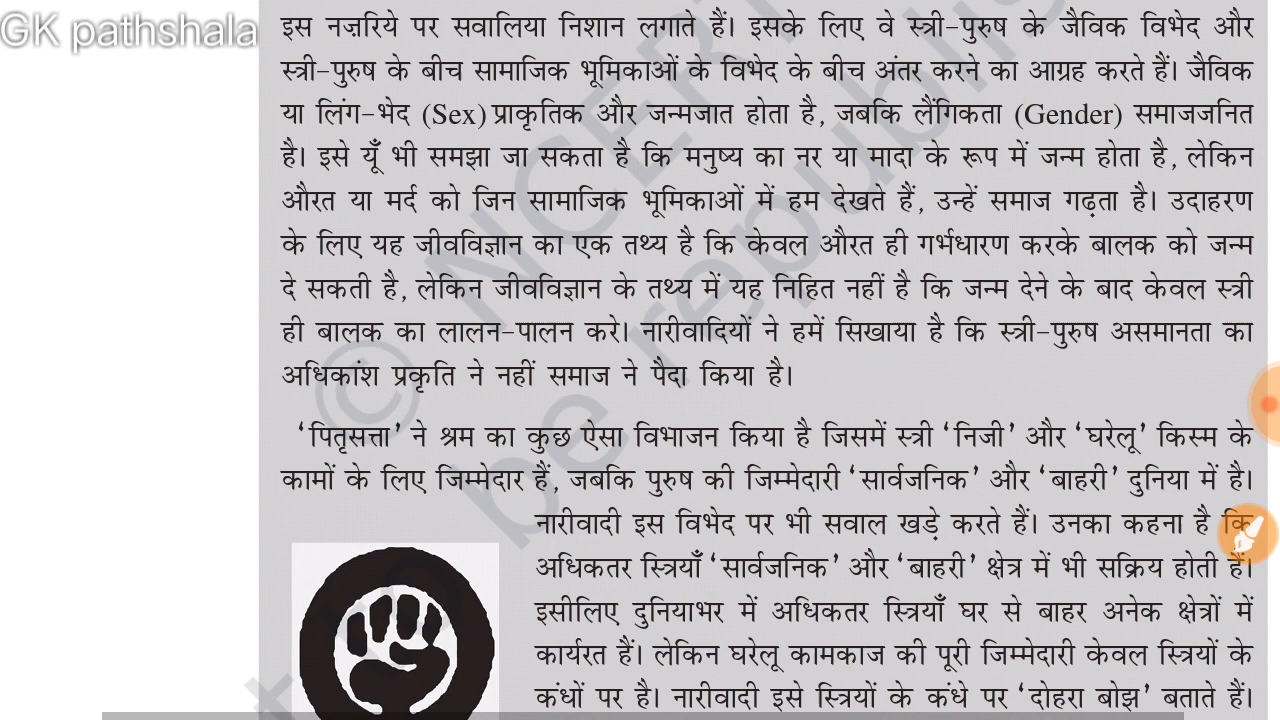 GK pathshala
इस नज़रिये पर सवालिया निशान लगाते हैं। इसके लिए वे स्त्री-पुरुष के जैविक विभेद और
स्त्री-पुरुष के बीच सामाजिक भूमिकाओं के विभेद के बीच अंतर करने का आग्रह करते हैं। जैविक
या लिंग-भेद (Sex) प्राकृतिक और जन्मजात होता है, जबकि लैंगिकता (Gender) समाजजनित
है। इसे यूँ भी समझा जा सकता है कि मनुष्य का नर या मादा के रूप में जन्म होता है, लेकिन
औरत या मर्द को जिन सामाजिक भूमिकाओं में हम देखते हैं, उन्हें समाज गढ़ता है। उदाहरण
के लिए यह जीवविज्ञान का एक तथ्य है कि केवल औरत ही गर्भधारण करके बालक को जन्म
दे सकती है, लेकिन जीवविज्ञान के तथ्य में यह निहित नहीं है कि जन्म देने के बाद केवल स्त्री
ही बालक का लालन-पालन करे। नारीवादियों ने हमें सिखाया है कि स्त्री-पुरुष असमानता का
अधिकांश प्रकृति ने नहीं समाज ने पैदा किया है।
'पितृसत्ता' ने श्रम का कुछ ऐसा विभाजन किया है जिसमें स्त्री 'निजी' और 'घरेलू' किस्म के
कामों के लिए जिम्मेदार हैं, जबकि पुरुष की जिम्मेदारी 'सार्वजनिक' और 'बाहरी' दुनिया में है।
नारीवादी इस विभेद पर भी सवाल खड़े करते हैं। उनका कहना है कि
अधिकतर स्त्रियाँ 'सार्वजनिक' और 'बाहरी' क्षेत्र में भी सक्रिय होती हैं।
इसीलिए दुनियाभर में अधिकतर स्त्रियाँ घर से बाहर अनेक क्षेत्रों में
कार्यरत हैं। लेकिन घरेलू कामकाज की पूरी जिम्मेदारी केवल स्त्रियों के
कंधों पर है। नारीवादी इसे स्त्रियों के कंधे पर 'दोहरा बोझ' बताते हैं।
© NCERT
be republi